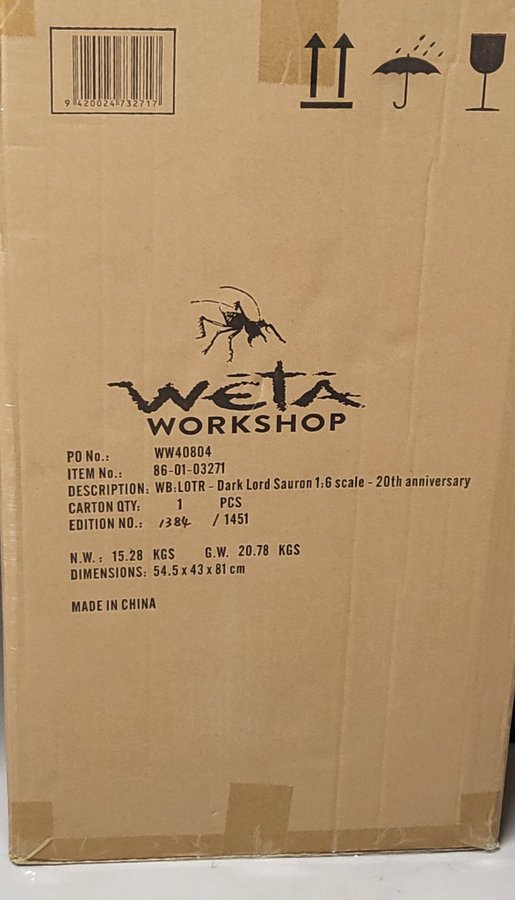 9 420024 732717
WĒTĀ
WORKSHOP
PO No.: WW40804
ITEM No.: 86-01-03271
DESCRIPTION: WB:LOTR - Dark Lord Sauron 1:6 scale - 20th anniversary
CARTON QTY: 1 PCS
EDITION NO.: 1384 / 1451
N.W.: 15.28 KGS G.W. 20.78 KGS
DIMENSIONS: 54.5 x 43 x 81 cm
MADE IN CHINA